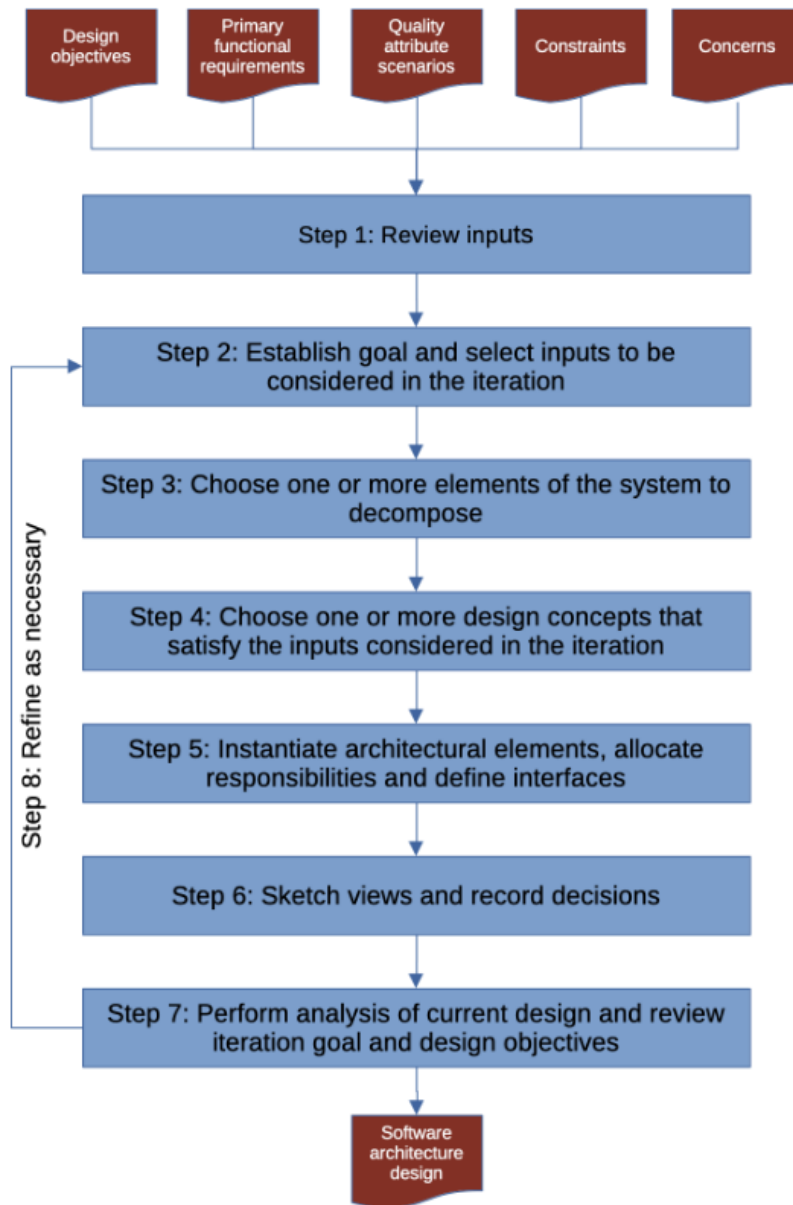 Design
objectives
Primary
functional
requirements
Quality
attribute
scenarios
Constraints
Concerns
Step 1: Review inputs
Step 2: Establish goal and select inputs to be
considered in the iteration
Step 3: Choose one or more elements of the system to
decompose
Step 4: Choose one or more design concepts that
satisfy the inputs considered in the iteration
Step 5: Instantiate architectural elements, allocate
responsibilities and define interfaces
Step 6: Sketch views and record decisions
Step 7: Perform analysis of current design and review
iteration goal and design objectives
Step 8: Refine as necessary
Software
architecture
design